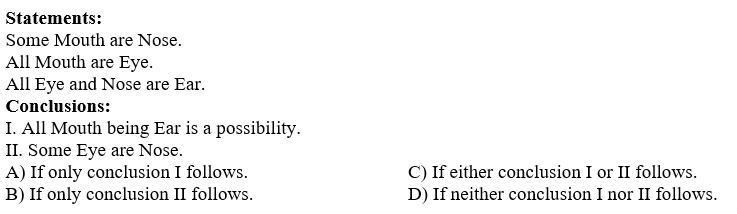 Statements:
Some Mouth are Nose.
All Mouth are Eye.
All Eye and Nose are Ear.
Conclusions:
I. All Mouth being Ear is a possibility.
II. Some Eye are Nose.
A) If only conclusion I follows. C) If either conclusion I or II follows.
B) If only conclusion II follows. D) If neither conclusion I nor II follows.